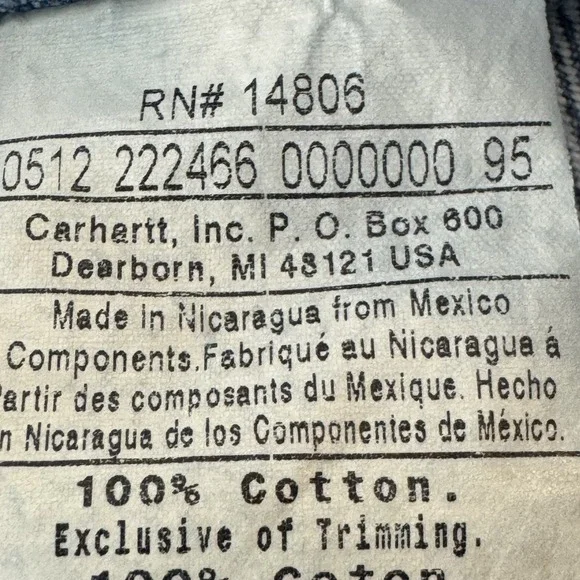 RN# 14806
0512 222466 0000000 95
Carhartt, Inc. P. O. Box 600
Dearborn, MI 48121 USA
Made in Nicaragua from Mexico
Components.Fabriqué au Nicaragua á
Partir des composants du Mexique. Hecho
n Nicaragua de los Componentes de México.
100% Cotton.
Exclusive of Trimming.
100% Coton